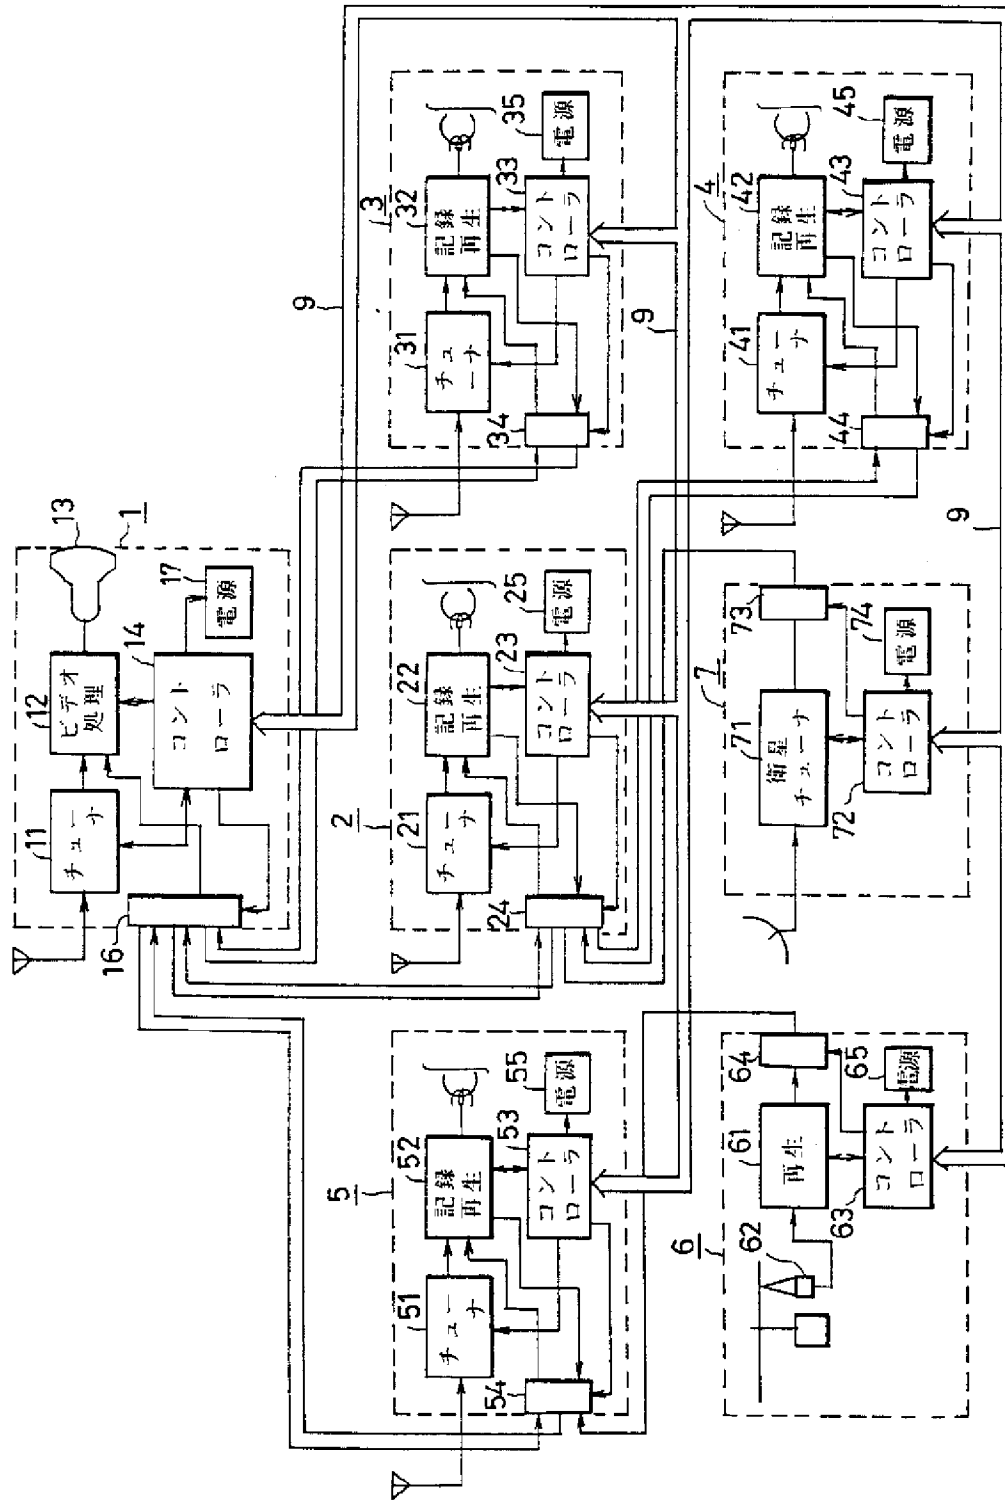 1
13
12
ビデオ
処理
14
コント
ローラ
17
電源
11
チューナ
16
9
3
32
記録
再生
33
コント
ローラ
35
電源
31
チュ
ーナ
34
9
2
22
記録
再生
23
コント
ローラ
25
電源
21
チューナ
24
5
52
記録
再生
53
コント
ローラ
55
電源
51
チューナ
54
4
42
記録
再生
43
コント
ローラ
45
電源
41
チューナ
44
9
7
71
衛星
チューナ
72
コント
ローラ
73
74
電源
6
61
再生
62
63
コント
ローラ
64
65
電源